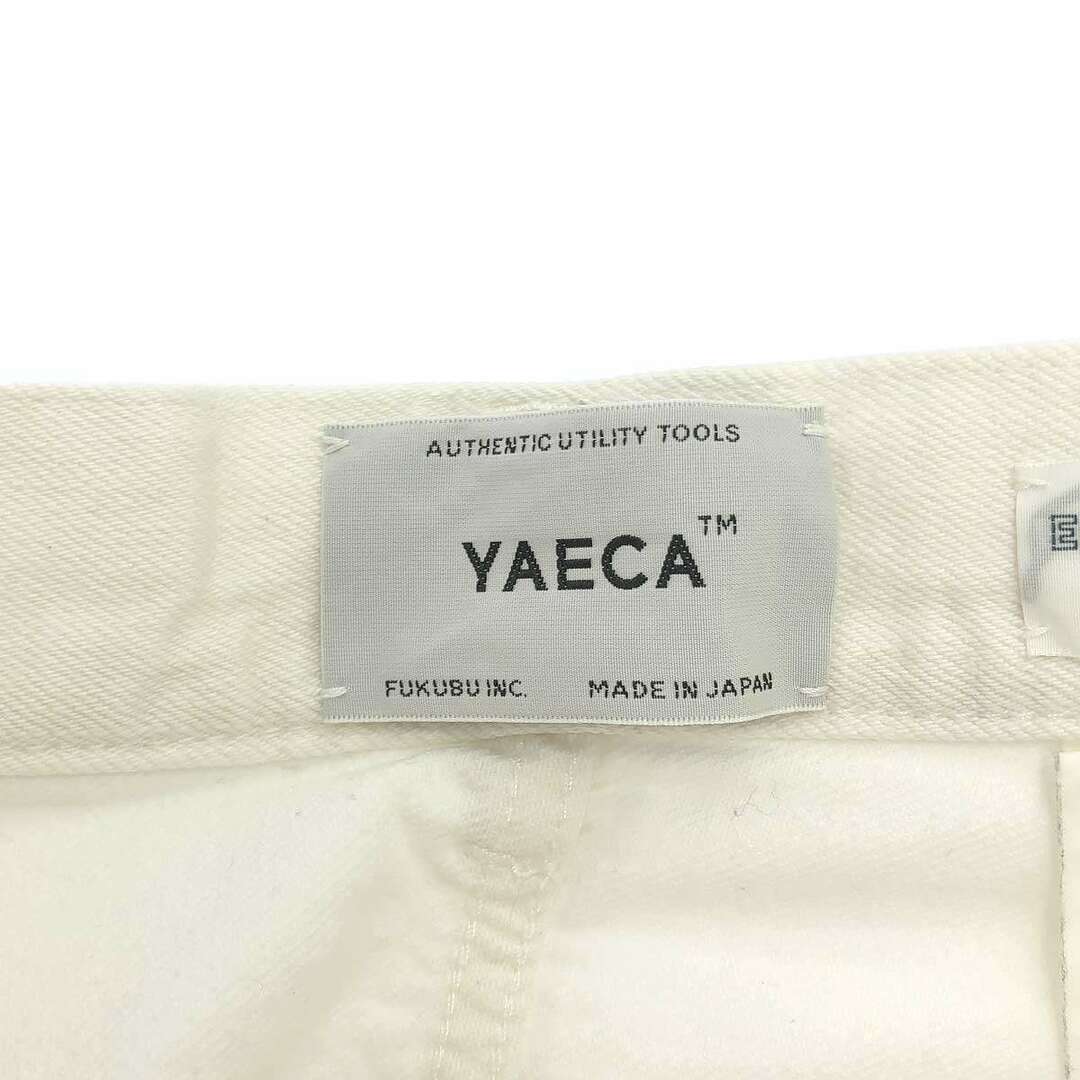 AUTHENTIC UTILITY TOOLS
YAECA™
FUKUBU INC. MADE IN JAPAN